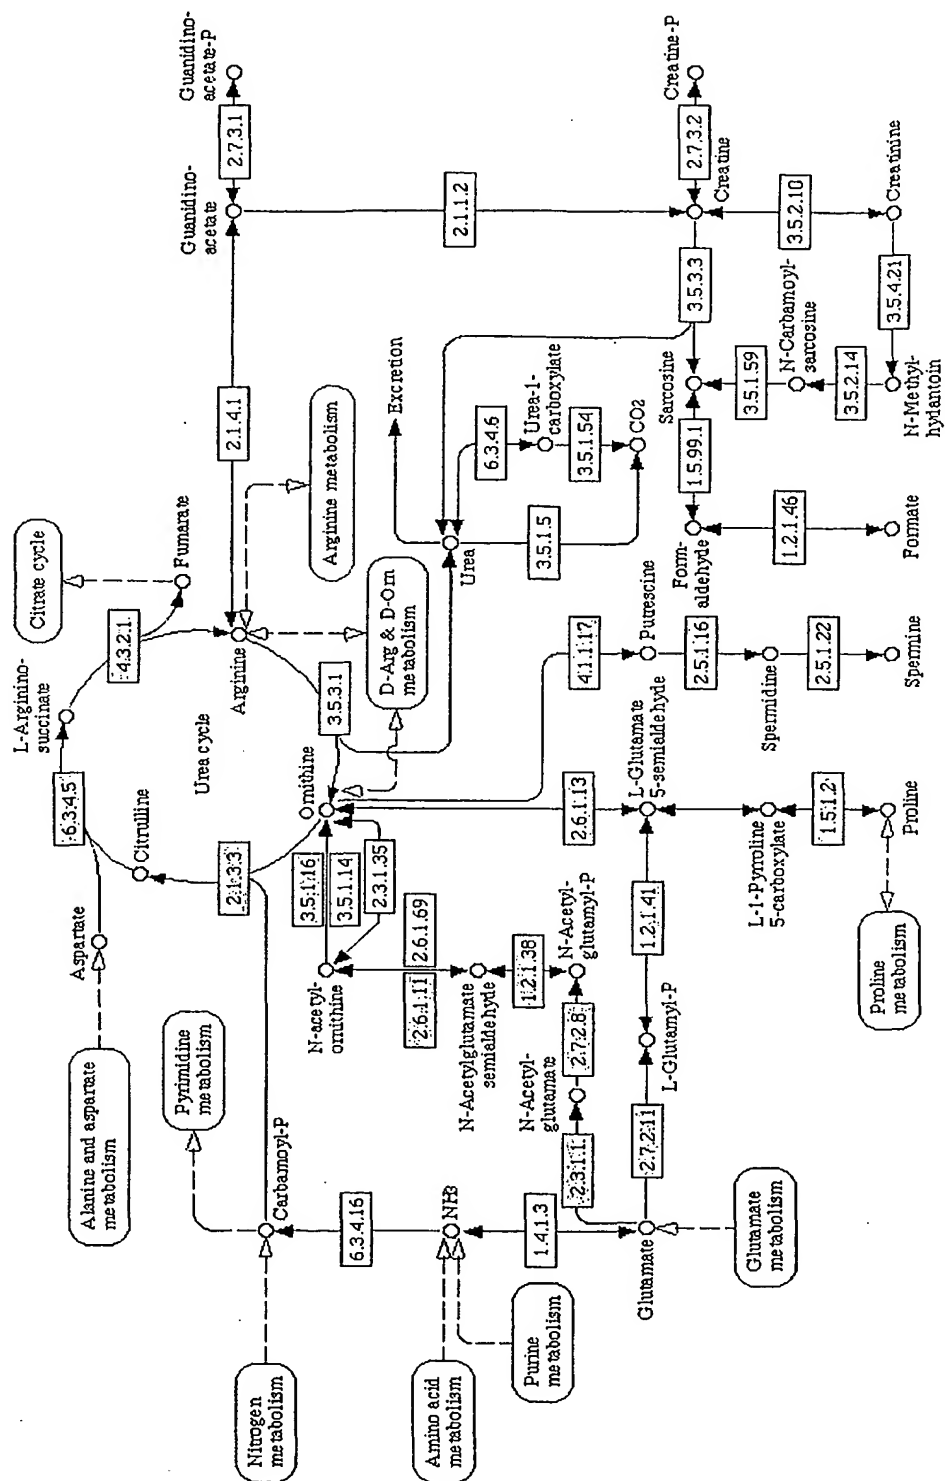 L-Arginino-
succinate
Citrate cycle
Guanidino-
acetate-P
6.3.4.5
4.3.2.1
Fumarate
Alanine and aspartate
metabolism
Aspartate
Citrulline
Urea cycle
Guanidino-
acetate
2.7.3.1
Pyrimidine
metabolism
2.1.3.3
Arginine
2.1.4.1
Nitrogen
metabolism
Carbamoyl-P
Ornithine
3.5.3.1
Arginine metabolism
N-acetyl-
ornithine
3.5.1.16
3.5.1.14
2.3.1.35
D-Arg & D-Orn
metabolism
Excretion
6.3.4.16
2.6.1.11
2.6.1.69
2.1.1.2
Amino acid
metabolism
NH3
N-Acetylglutamate
semialdehyde
Urea
6.3.4.6
Urea-1-
carboxylate
1.2.1.38
Purine
metabolism
N-Acetyl-
glutamate
N-Acetyl-
glutamyl-P
1.4.1.3
2.3.1.1
2.7.2.8
2.6.1.13
4.1.1.17
3.5.1.5
3.5.1.54
CO2
Glutamate
2.7.2.11
L-Glutamyl-P
1.2.1.41
L-Glutamate
5-semialdehyde
Putrescine
Sarcosine
3.5.3.3
Creatine
2.7.3.2
Creatine-P
2.5.1.16
Form-
aldehyde
1.5.99.1
Glutamate
metabolism
L-1-Pyrroline
5-carboxylate
Spermidine
3.5.1.59
N-Carbamoyl-
sarcosine
3.5.2.10
1.5.1.2
2.5.1.22
1.2.1.46
3.5.2.14
Proline
metabolism
Proline
Spermine
Formate
N-Methyl-
hydantoin
3.5.4.21
Creatinine